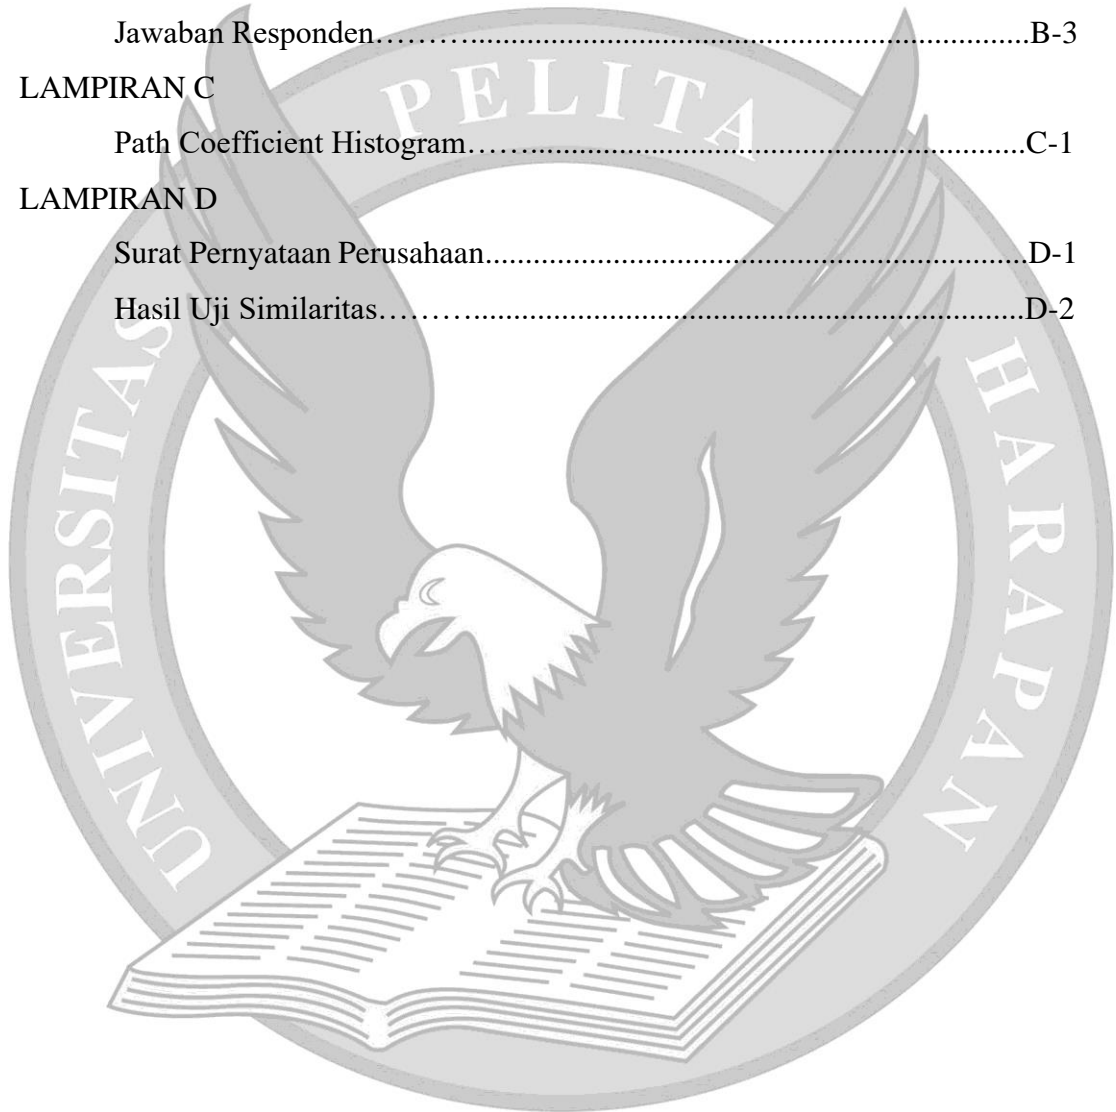 Jawaban Responden………......................................................................B-3
LAMPIRAN C
Path Coefficient Histogram……..............................................................C-1
LAMPIRAN D
Surat Pernyataan Perusahaan....................................................................D-1
Hasil Uji Similaritas……….....................................................................D-2
UNIVERSITAS PELITA HARAPAN